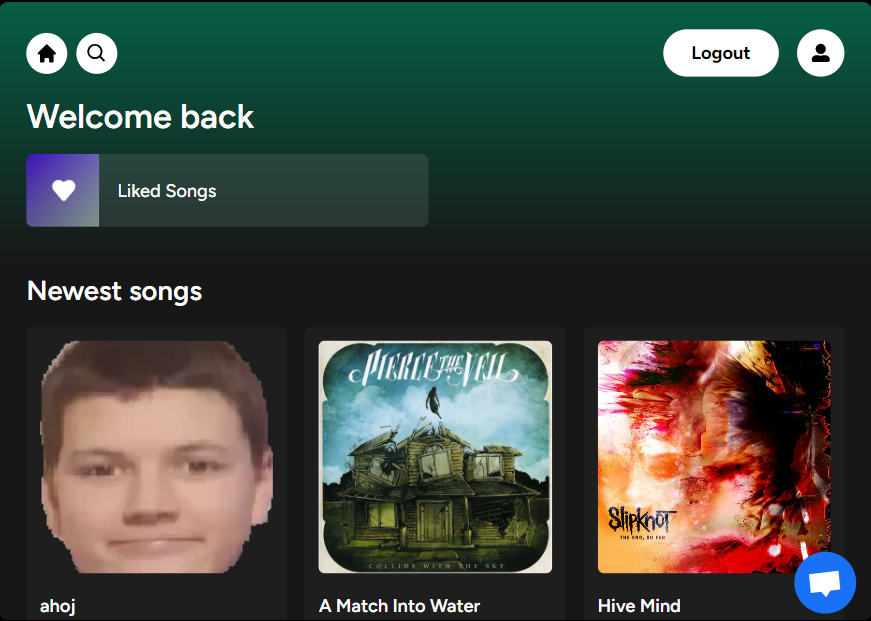 Logout
Welcome back
Liked Songs
Newest songs
PIERCE THE VEIL
COLLIDE WITH THE SKY
SLIPKNOT
THE END, SO FAR
ahoj
A Match Into Water
Hive Mind